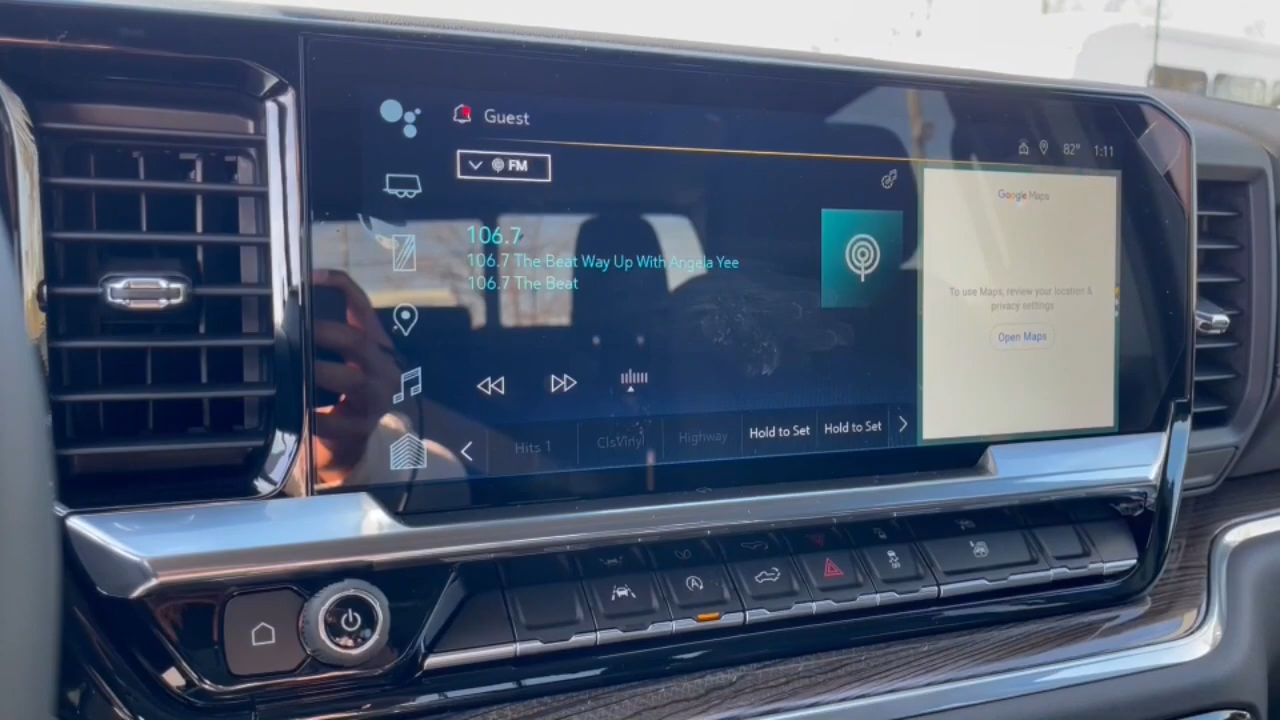 Guest
82° 1:11
FM
Google Maps
106.7
106.7 The Beat Way Up With Angela Yee
106.7 The Beat
To use Maps, review your location &
privacy settings
Open Maps
Hits 1 ClsVinyl Highway Hold to Set Hold to Set
A